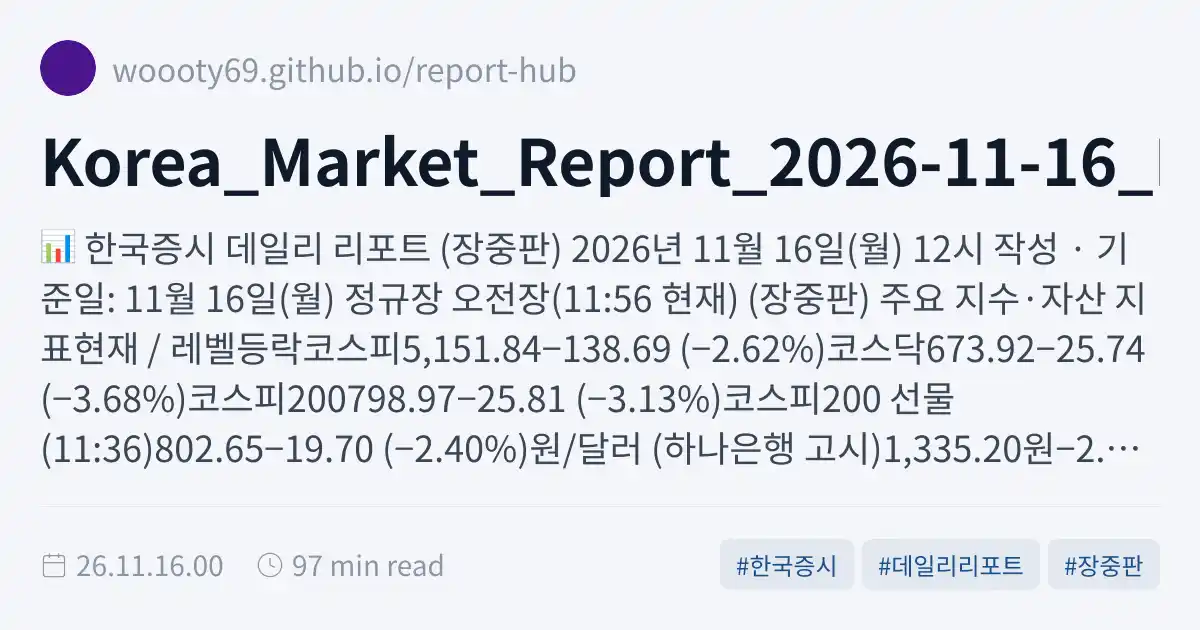 woooty69.github.io/report-hub
Korea_Market_Report_2026-11-16_
📊 한국증시 데일리 리포트 (장중판) 2026년 11월 16일(월) 12시 작성 · 기
준일: 11월 16일(월) 정규장 오전장(11:56 현재) (장중판) 주요 지수·자산 지
표현재 / 레벨등락코스피5,151.84−138.69 (−2.62%)코스닥673.92−25.74
(−3.68%)코스피200798.97−25.81 (−3.13%)코스피200 선물
(11:36)802.65−19.70 (−2.40%)원/달러 (하나은행 고시)1,335.20원−2.…
26.11.16.00
97 min read
#한국증시
#데일리리포트
#장중판